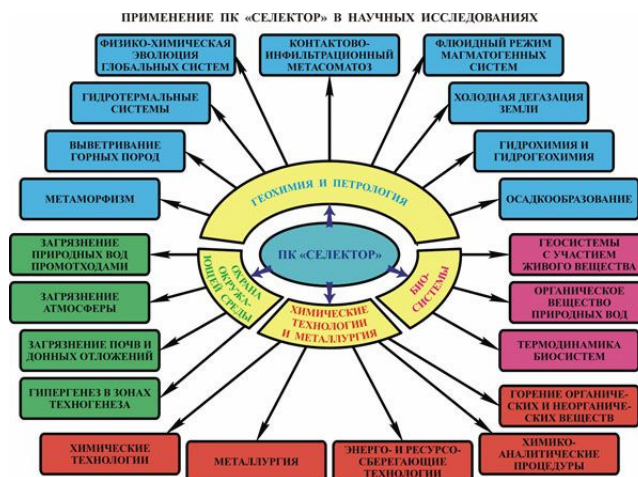 ПРИМЕНЕНИЕ ПК «СЕЛЕКТОР» В НАУЧНЫХ ИССЛЕДОВАНИЯХ
ФИЗИКО-ХИМИЧЕСКАЯ
ЭВОЛЮЦИЯ
ГЛОБАЛЬНЫХ СИСТЕМ
КОНТАКТОВО-
ИНФИЛЬТРАЦИОННЫЙ
МЕТАСОМАТОЗ
ФЛЮИДНЫЙ РЕЖИМ
МАГМАТОГЕННЫХ
СИСТЕМ
ГИДРОТЕРМАЛЬНЫЕ
СИСТЕМЫ
ХОЛОДНАЯ ДЕГАЗАЦИЯ
ЗЕМЛИ
ВЫВЕТРИВАНИЕ
ГОРНЫХ ПОРОД
ГИДРОХИМИЯ И
ГИДРОГЕОХИМИЯ
МЕТАМОРФИЗМ
ОСАДКООБРАЗОВАНИЕ
ГЕОХИМИЯ И ПЕТРОЛОГИЯ
ПК «СЕЛЕКТОР»
ОХРАНА
ОКРУЖА-
ЮЩЕЙ СРЕДЫ
БИО-
СИСТЕМЫ
ХИМИЧЕСКИЕ
ТЕХНОЛОГИИ
И МЕТАЛЛУРГИЯ
ЗАГРЯЗНЕНИЕ
ПРИРОДНЫХ ВОД
ПРОМОТХОДАМИ
ЗАГРЯЗНЕНИЕ
АТМОСФЕРЫ
ЗАГРЯЗНЕНИЕ ПОЧВ И
ДОННЫХ ОТЛОЖЕНИЙ
ГИПЕРГЕНЕЗ В ЗОНАХ
ТЕХНОГЕНЕЗА
ГЕОСИСТЕМЫ
С УЧАСТИЕМ
ЖИВОГО ВЕЩЕСТВА
ОРГАНИЧЕСКОЕ
ВЕЩЕСТВО
ПРИРОДНЫХ ВОД
ТЕРМОДИНАМИКА
БИОСИСТЕМ
ГОРЕНИЕ ОРГАНИЧЕ-
СКИХ И НЕОРГАНИЧЕ-
СКИХ ВЕЩЕСТВ
ХИМИЧЕСКИЕ
ТЕХНОЛОГИИ
МЕТАЛЛУРГИЯ
ЭНЕРГО- И РЕСУРСО-
СБЕРЕГАЮЩИЕ
ТЕХНОЛОГИИ
ХИМИКО-
АНАЛИТИЧЕСКИЕ
ПРОЦЕДУРЫ